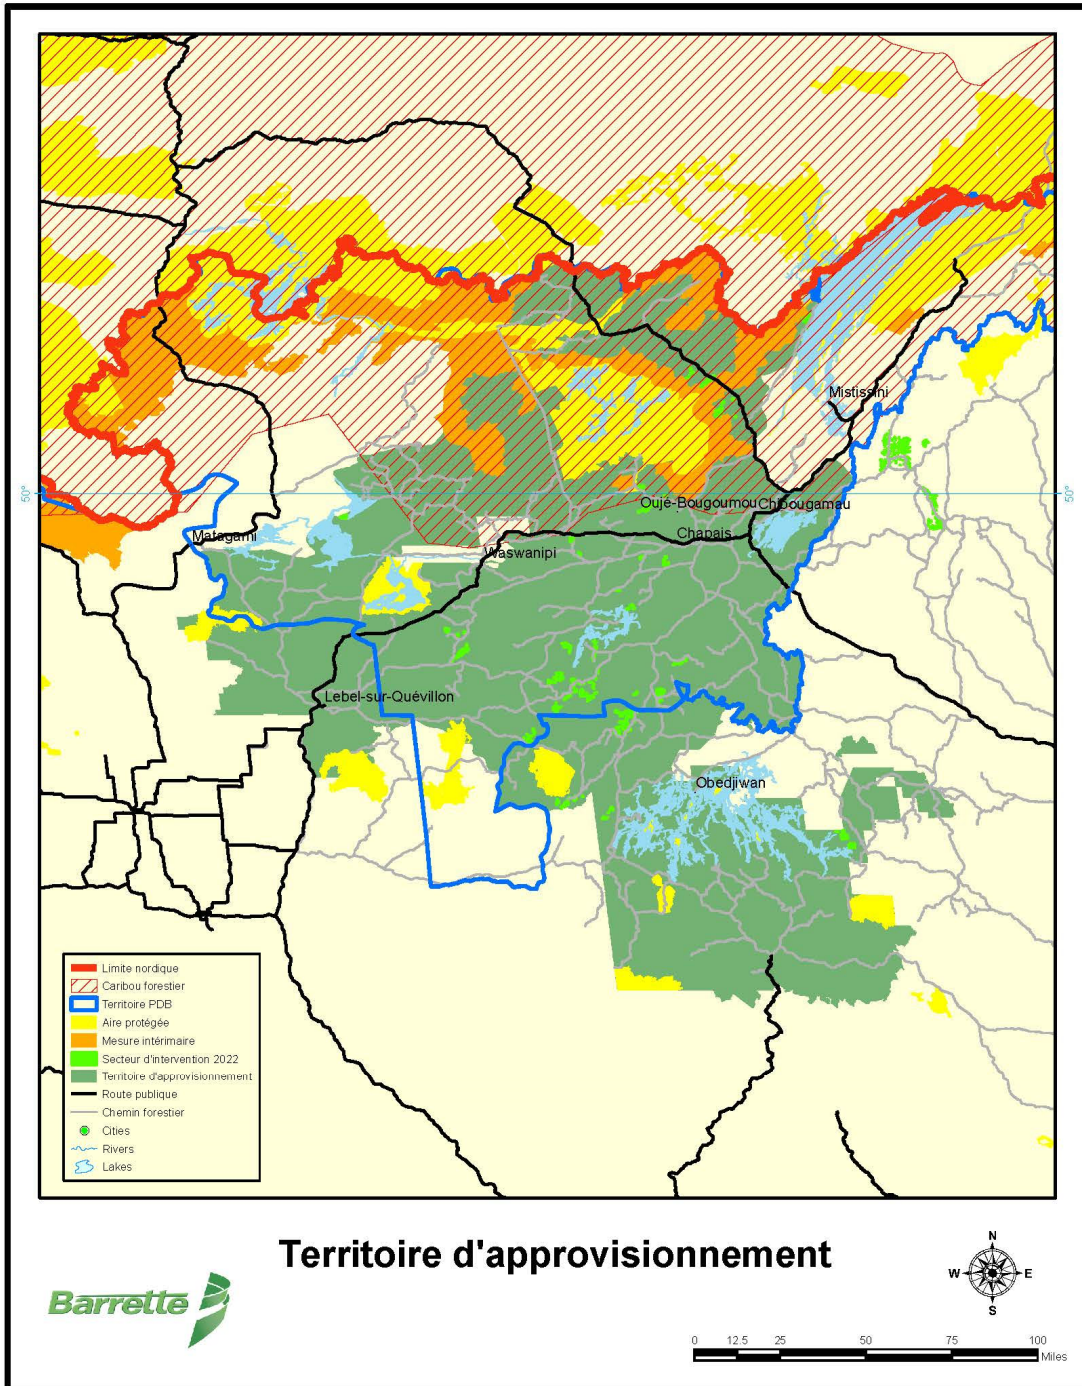 Mistissini
50°
Oujé-Bougoumou Chibougamau
50°
Matagami
Chapais
Waswanipi
Lebel-sur-Quévillon
Obedjiwan
Limite nordique
Caribou forestier
Territoire PDB
Aire protégée
Mesure intérimaire
Secteur d'intervention 2022
Territoire d'approvisionnement
Route publique
Chemin forestier
Cities
Rivers
Lakes
Territoire d'approvisionnement
N
W E
S
Barrette
0 12.5 25 50 75 100
Miles